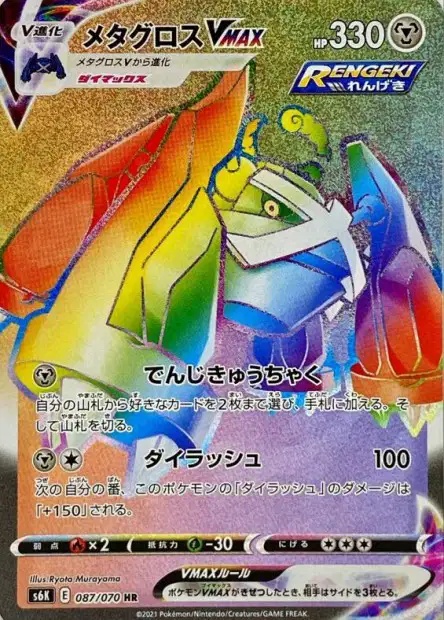 V進化
メタグロスVMAX
HP 330
メタグロスVから進化
ダイマックス
RENGEKI
れんげき
でんじきゅうちゃく
自分の山札から好きなカードを2枚まで選び、手札に加える。そ
して山札を切る。
ダイラッシュ 100
次の自分の番、このポケモンの「ダイラッシュ」のダメージは
「+150」される。
弱点 ×2 抵抗力 -30 にげる
Illus.Ryoto Murayama
VMAXルール
s6K E 087/070 HR
ポケモンVMAXがきぜつしたとき、相手はサイドを3枚とる。
©2021 Pokémon/Nintendo/Creatures/GAME FREAK.